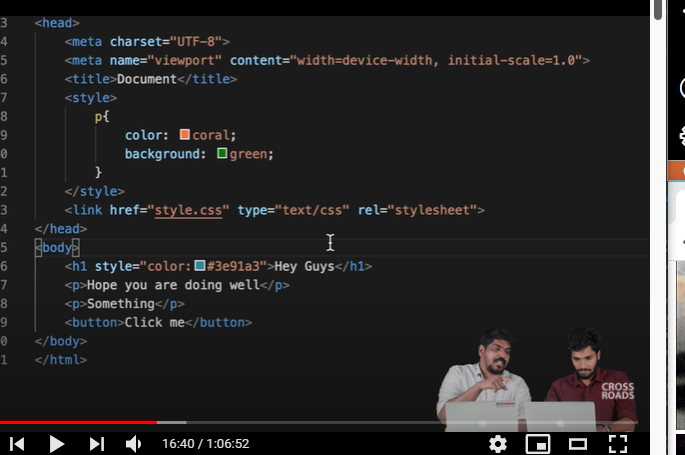 3 <head>
4 <meta charset="UTF-8">
5 <meta name="viewport" content="width=device-width, initial-scale=1.0">
6 <title>Document</title>
7 <style>
8 p{
9 color: coral;
0 background: green;
1 }
2 </style>
3 <link href="style.css" type="text/css" rel="stylesheet">
4 </head>
5 <body>
6 <h1 style="color:#3e91a3">Hey Guys</h1>
7 <p>Hope you are doing well</p>
8 <p>Something</p>
9 <button>Click me</button>
0 </body>
1 </html>
CROSS
ROADS
16:40 / 1:06:52